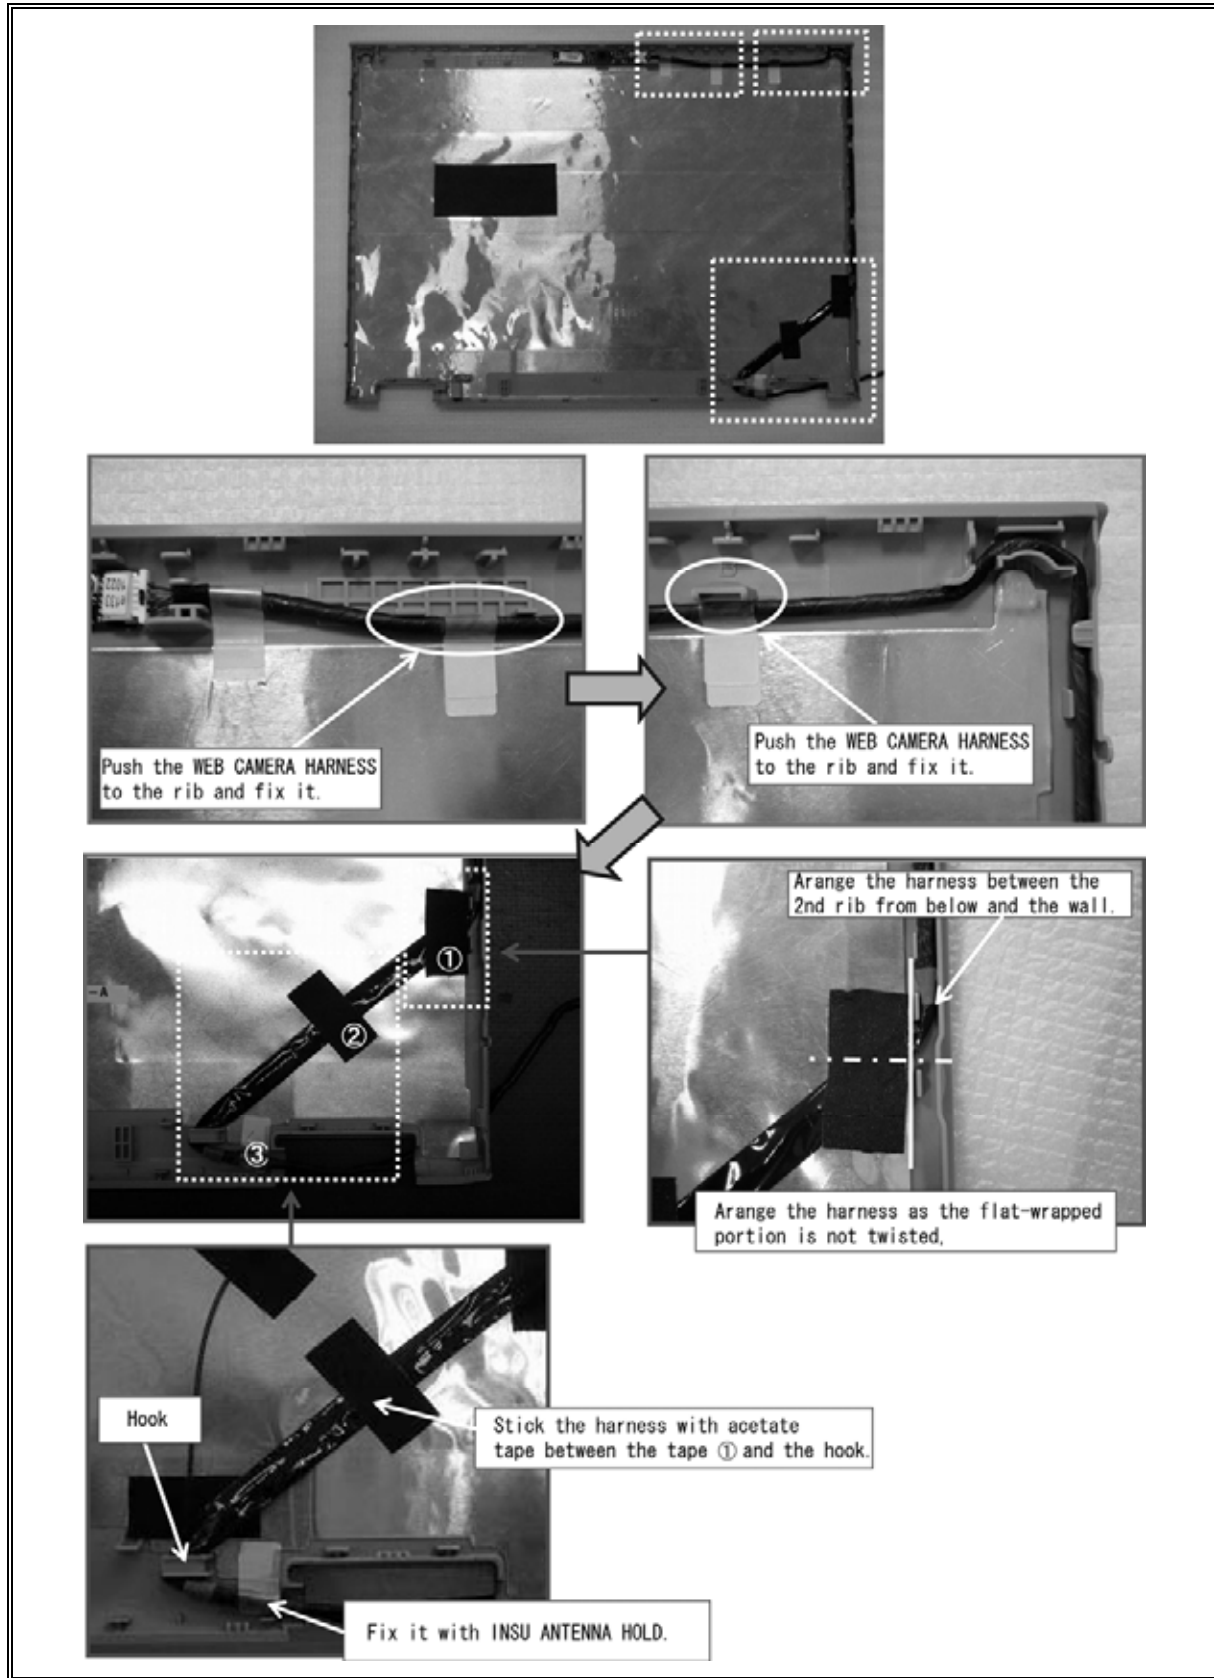 Push the WEB CAMERA HARNESS
to the rib and fix it.
Push the WEB CAMERA HARNESS
to the rib and fix it.
-A
①
②
③
Arange the harness between the
2nd rib from below and the wall.
Arange the harness as the flat-wrapped
portion is not twisted,
Hook
Stick the harness with acetate
tape between the tape ① and the hook.
Fix it with INSU ANTENNA HOLD.